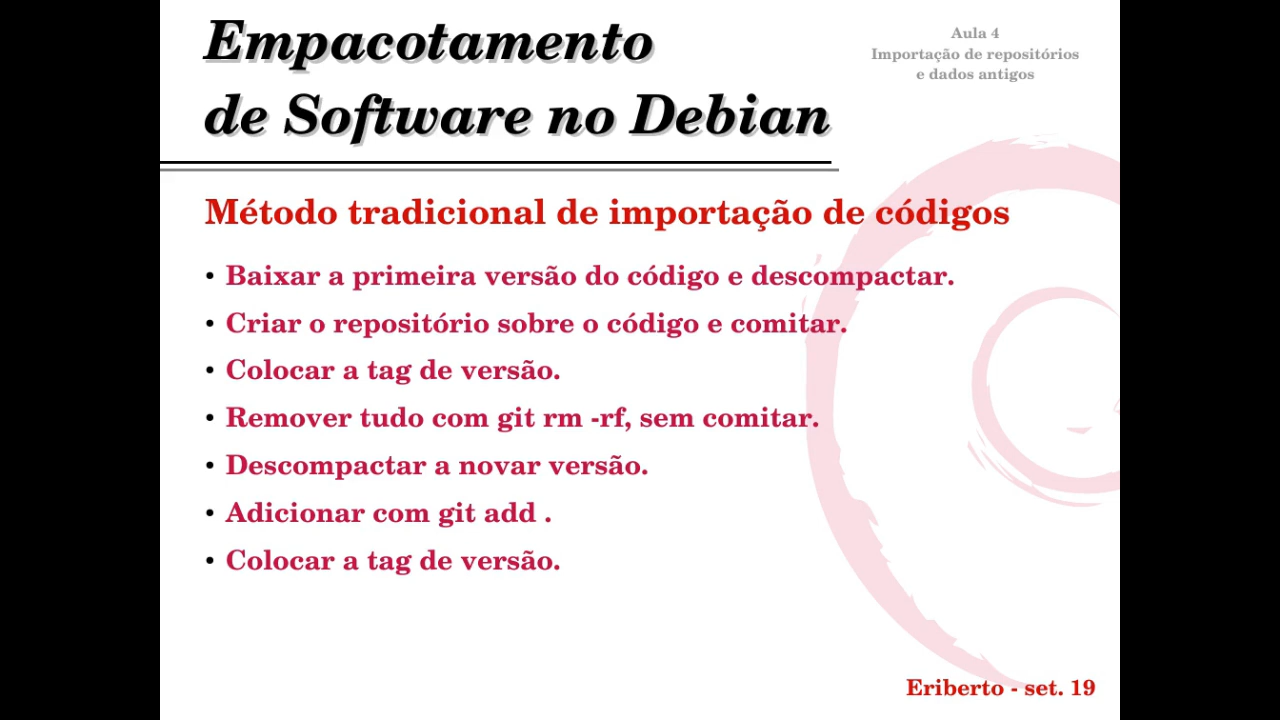 Empacotamento
de Software no Debian
Aula 4
Importação de repositórios
e dados antigos
Método tradicional de importação de códigos
• Baixar a primeira versão do código e descompactar.
• Criar o repositório sobre o código e comitar.
• Colocar a tag de versão.
• Remover tudo com git rm -rf, sem comitar.
• Descompactar a novar versão.
• Adicionar com git add .
• Colocar a tag de versão.
Eriberto - set. 19